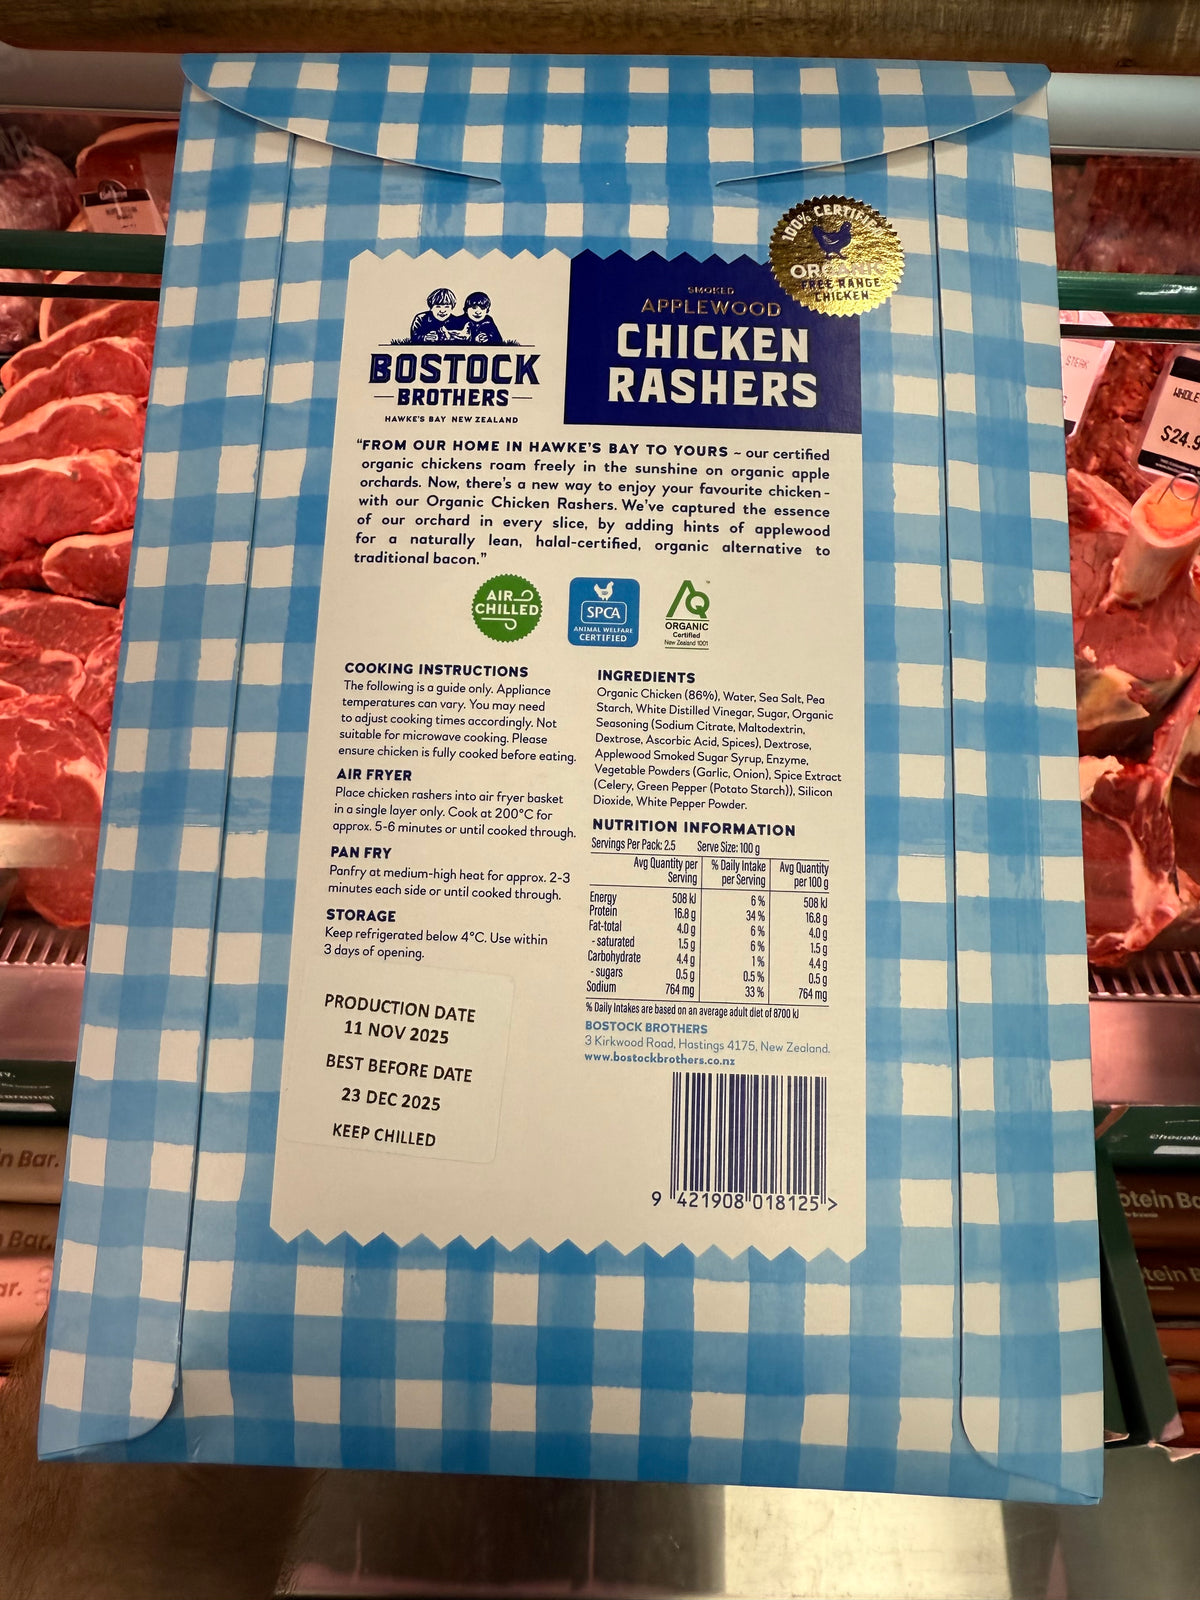 100% CERTIFIED
ORGANIC
FREE RANGE
CHICKEN
SMOKED
APPLEWOOD
CHICKEN
RASHERS
BOSTOCK
BROTHERS
HAWKE'S BAY NEW ZEALAND
"FROM OUR HOME IN HAWKE'S BAY TO YOURS ~ our certified
organic chickens roam freely in the sunshine on organic apple
orchards. Now, there's a new way to enjoy your favourite chicken -
with our Organic Chicken Rashers. We've captured the essence
of our orchard in every slice, by adding hints of applewood
for a naturally lean, halal-certified, organic alternative to
traditional bacon."
AIR
CHILLED
SPCA
ANIMAL WELFARE
CERTIFIED
AQ
ORGANIC
Certified
New Zealand 1001
COOKING INSTRUCTIONS
The following is a guide only. Appliance
temperatures can vary. You may need
to adjust cooking times accordingly. Not
suitable for microwave cooking. Please
ensure chicken is fully cooked before eating.
AIR FRYER
Place chicken rashers into air fryer basket
in a single layer only. Cook at 200°C for
approx. 5-6 minutes or until cooked through.
PAN FRY
Panfry at medium-high heat for approx. 2-3
minutes each side or until cooked through.
STORAGE
Keep refrigerated below 4°C. Use within
3 days of opening.
PRODUCTION DATE
11 NOV 2025
BEST BEFORE DATE
23 DEC 2025
KEEP CHILLED
INGREDIENTS
Organic Chicken (86%), Water, Sea Salt, Pea
Starch, White Distilled Vinegar, Sugar, Organic
Seasoning (Sodium Citrate, Maltodextrin,
Dextrose, Ascorbic Acid, Spices), Dextrose,
Applewood Smoked Sugar Syrup, Enzyme,
Vegetable Powders (Garlic, Onion), Spice Extract
(Celery, Green Pepper (Potato Starch)), Silicon
Dioxide, White Pepper Powder.
NUTRITION INFORMATION
Servings Per Pack: 2.5 Serve Size: 100 g
Avg Quantity per Serving % Daily Intake per Serving Avg Quantity per 100 g
Energy 508 kJ 6 % 508 kJ
Protein 16.8 g 34 % 16.8 g
Fat-total 4.0 g 6 % 4.0 g
- saturated 1.5 g 6 % 1.5 g
Carbohydrate 4.4 g 1 % 4.4 g
- sugars 0.5 g 0.5 % 0.5 g
Sodium 764 mg 33 % 764 mg
% Daily Intakes are based on an average adult diet of 8700 kJ
BOSTOCK BROTHERS
3 Kirkwood Road, Hastings 4175, New Zealand.
www.bostockbrothers.co.nz
9 421908 018125 >
STEAK
WHOLE
$24.9
n Bar.
Bar.
ar.
otein Ba
tein B